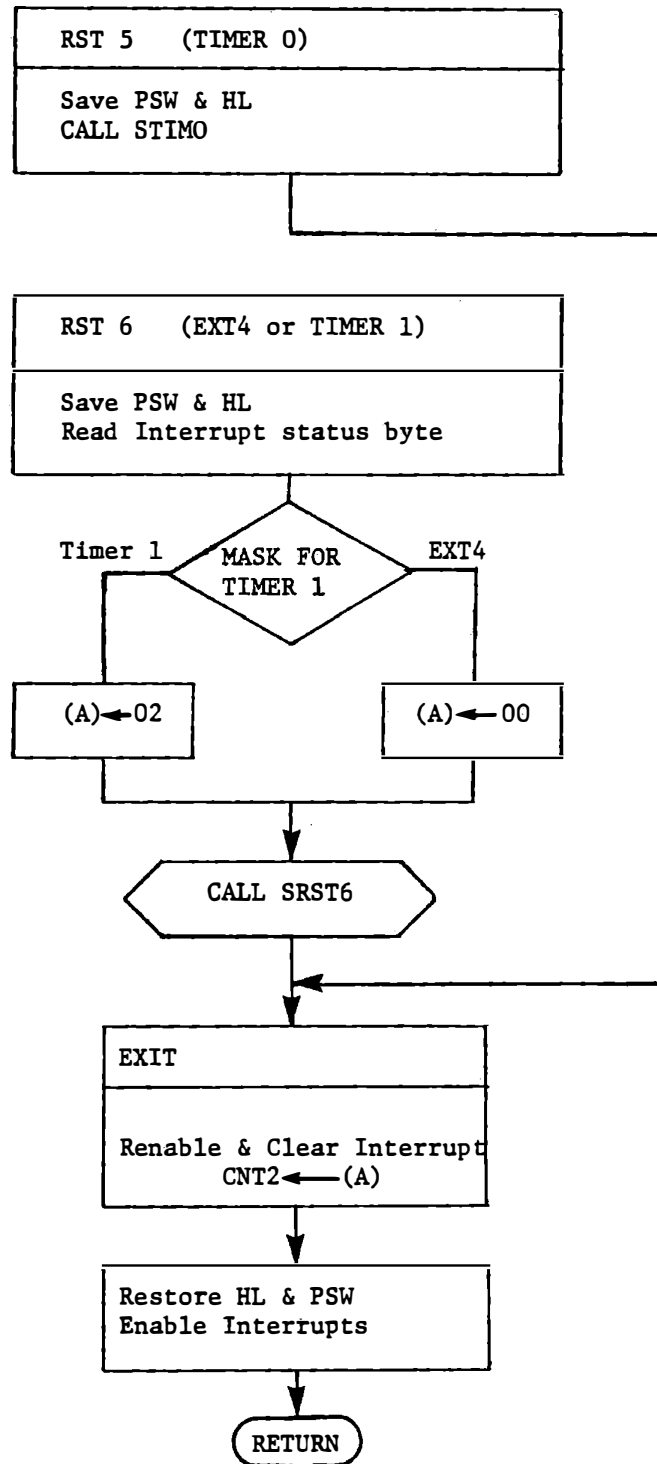 RST 5 (TIMER 0)
Save PSW & HL
CALL STIMO
RST 6 (EXT4 or TIMER 1)
Save PSW & HL
Read Interrupt status byte
Timer 1
MASK FOR
TIMER 1
EXT4
(A)←02
(A)←00
CALL SRST6
EXIT
Renable & Clear Interrupt
CNT2←(A)
Restore HL & PSW
Enable Interrupts
RETURN